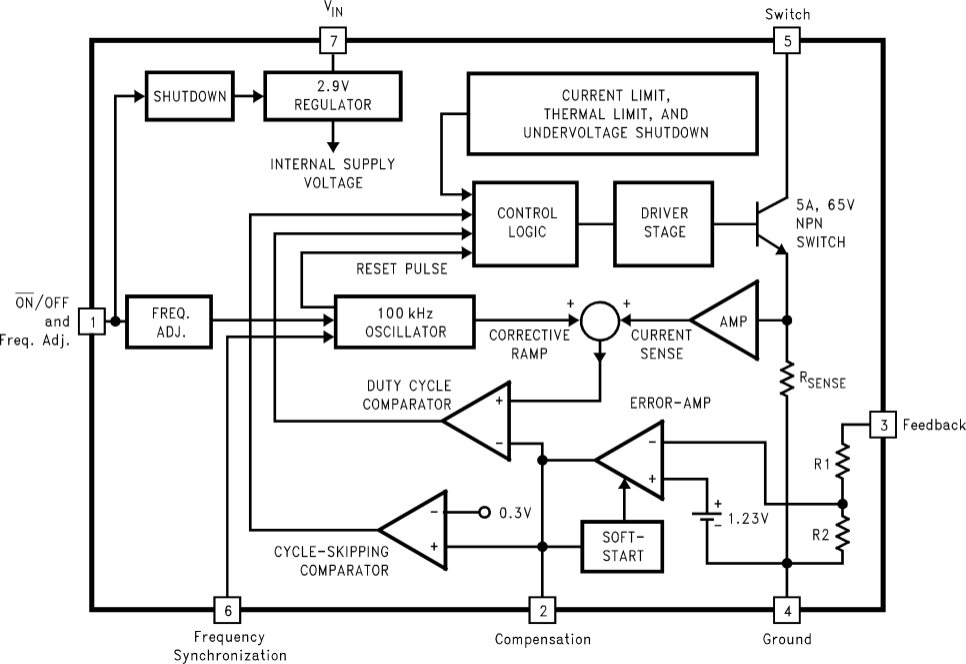 VIN
Switch
7
5
SHUTDOWN
2.9V
REGULATOR
CURRENT LIMIT,
THERMAL LIMIT, AND
UNDERVOLTAGE SHUTDOWN
INTERNAL SUPPLY
VOLTAGE
CONTROL
LOGIC
DRIVER
STAGE
5A, 65V
NPN
SWITCH
RESET PULSE
ON/OFF
and
Freq. Adj.
1
FREQ.
ADJ.
100 kHz
OSCILLATOR
+
+
CORRECTIVE
RAMP
CURRENT
SENSE
AMP
RSENSE
DUTY CYCLE
COMPARATOR
+
−
ERROR-AMP
−
+
3
Feedback
R1
R2
+
−
1.23V
−
+
0.3V
CYCLE-SKIPPING
COMPARATOR
SOFT-
START
6
2
4
Frequency
Synchronization
Compensation
Ground